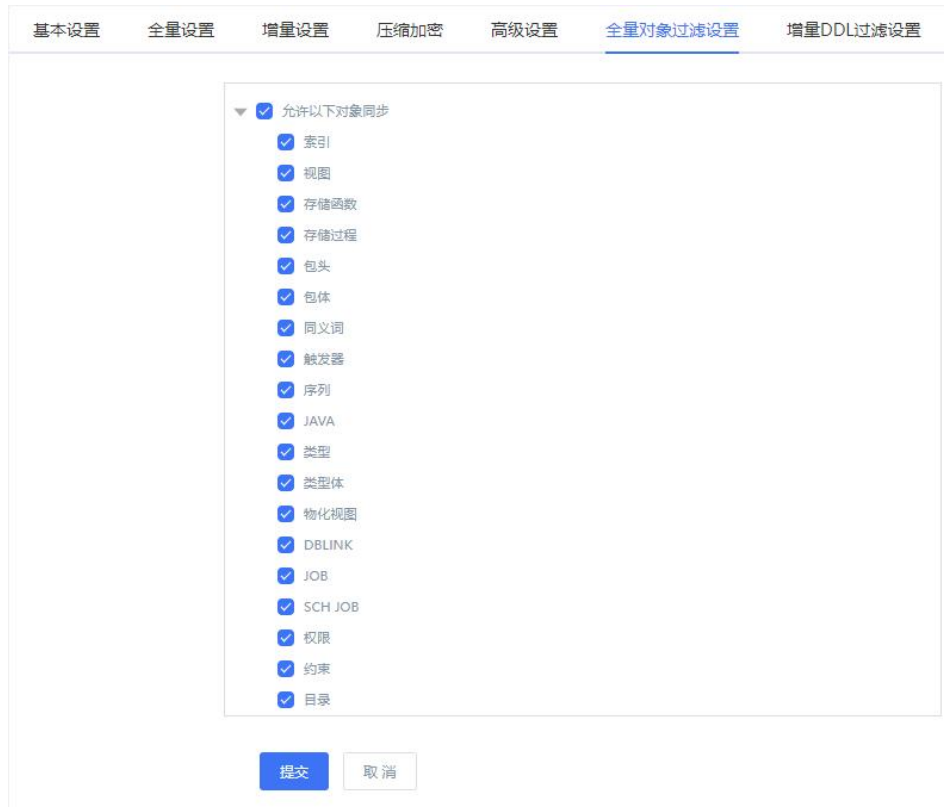 基本设置 全量设置 增量设置 压缩加密 高级设置 全量对象过滤设置 增量DDL过滤设置
允许以下对象同步
索引
视图
存储函数
存储过程
包头
包体
同义词
触发器
序列
JAVA
类型
类型体
物化视图
DBLINK
JOB
SCH JOB
权限
约束
目录
提交 取消